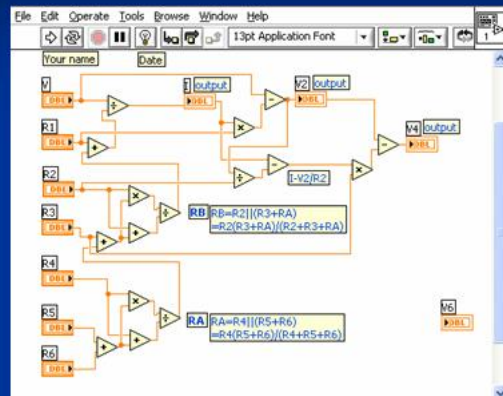 File Edit Operate Tools Browse Window Help
13pt Application Font
1
Your name Date
V I output V2 output
DBL DBL DBL
R1 V4 output
DBL DBL
R2 I-V2/R2
DBL
R3 RB RB=R2||(R3+RA)
DBL =R2(R3+RA)/(R2+R3+RA)
R4
DBL
R5 RA RA=R4||(R5+R6)
DBL =R4(R5+R6)/(R4+R5+R6)
V6
DBL
R6
DBL